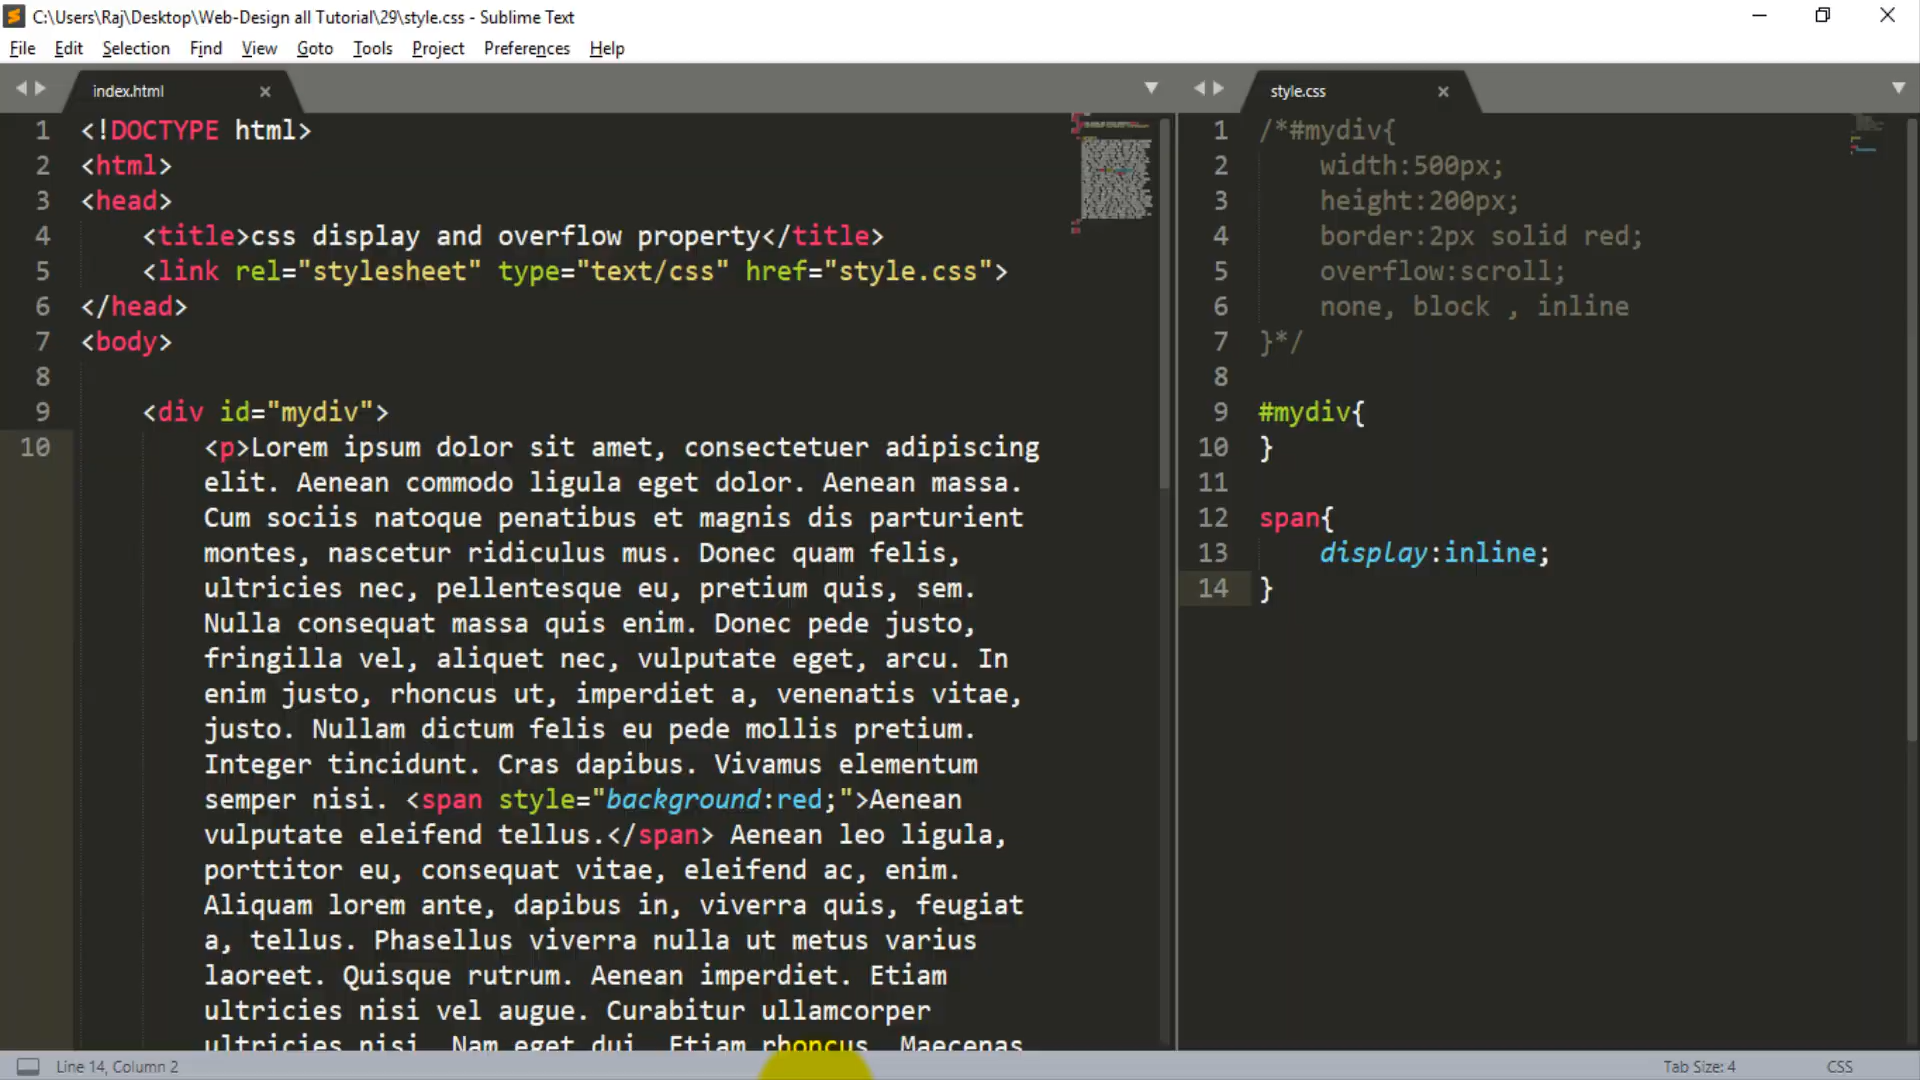 C:\Users\Raj\Desktop\Web-Design all Tutorial\29\style.css - Sublime Text
File Edit Selection Find View Goto Tools Project Preferences Help
index.html
1 <!DOCTYPE html>
2 <html>
3 <head>
4 <title>css display and overflow property</title>
5 <link rel="stylesheet" type="text/css" href="style.css">
6 </head>
7 <body>
8
9 <div id="mydiv">
10 <p>Lorem ipsum dolor sit amet, consectetuer adipiscing
elit. Aenean commodo ligula eget dolor. Aenean massa.
Cum sociis natoque penatibus et magnis dis parturient
montes, nascetur ridiculus mus. Donec quam felis,
ultricies nec, pellentesque eu, pretium quis, sem.
Nulla consequat massa quis enim. Donec pede justo,
fringilla vel, aliquet nec, vulputate eget, arcu. In
enim justo, rhoncus ut, imperdiet a, venenatis vitae,
justo. Nullam dictum felis eu pede mollis pretium.
Integer tincidunt. Cras dapibus. Vivamus elementum
semper nisi. <span style="background:red;">Aenean
vulputate eleifend tellus.</span> Aenean leo ligula,
porttitor eu, consequat vitae, eleifend ac, enim.
Aliquam lorem ante, dapibus in, viverra quis, feugiat
a, tellus. Phasellus viverra nulla ut metus varius
laoreet. Quisque rutrum. Aenean imperdiet. Etiam
ultricies nisi vel augue. Curabitur ullamcorper
ultricies nisi. Nam eget dui. Etiam rhoncus. Maecenas
style.css
1 /*#mydiv{
2 width:500px;
3 height:200px;
4 border:2px solid red;
5 overflow:scroll;
6 none, block , inline
7 }*/
8
9 #mydiv{
10 }
11
12 span{
13 display:inline;
14 }
Line 14, Column 2
Tab Size: 4
CSS